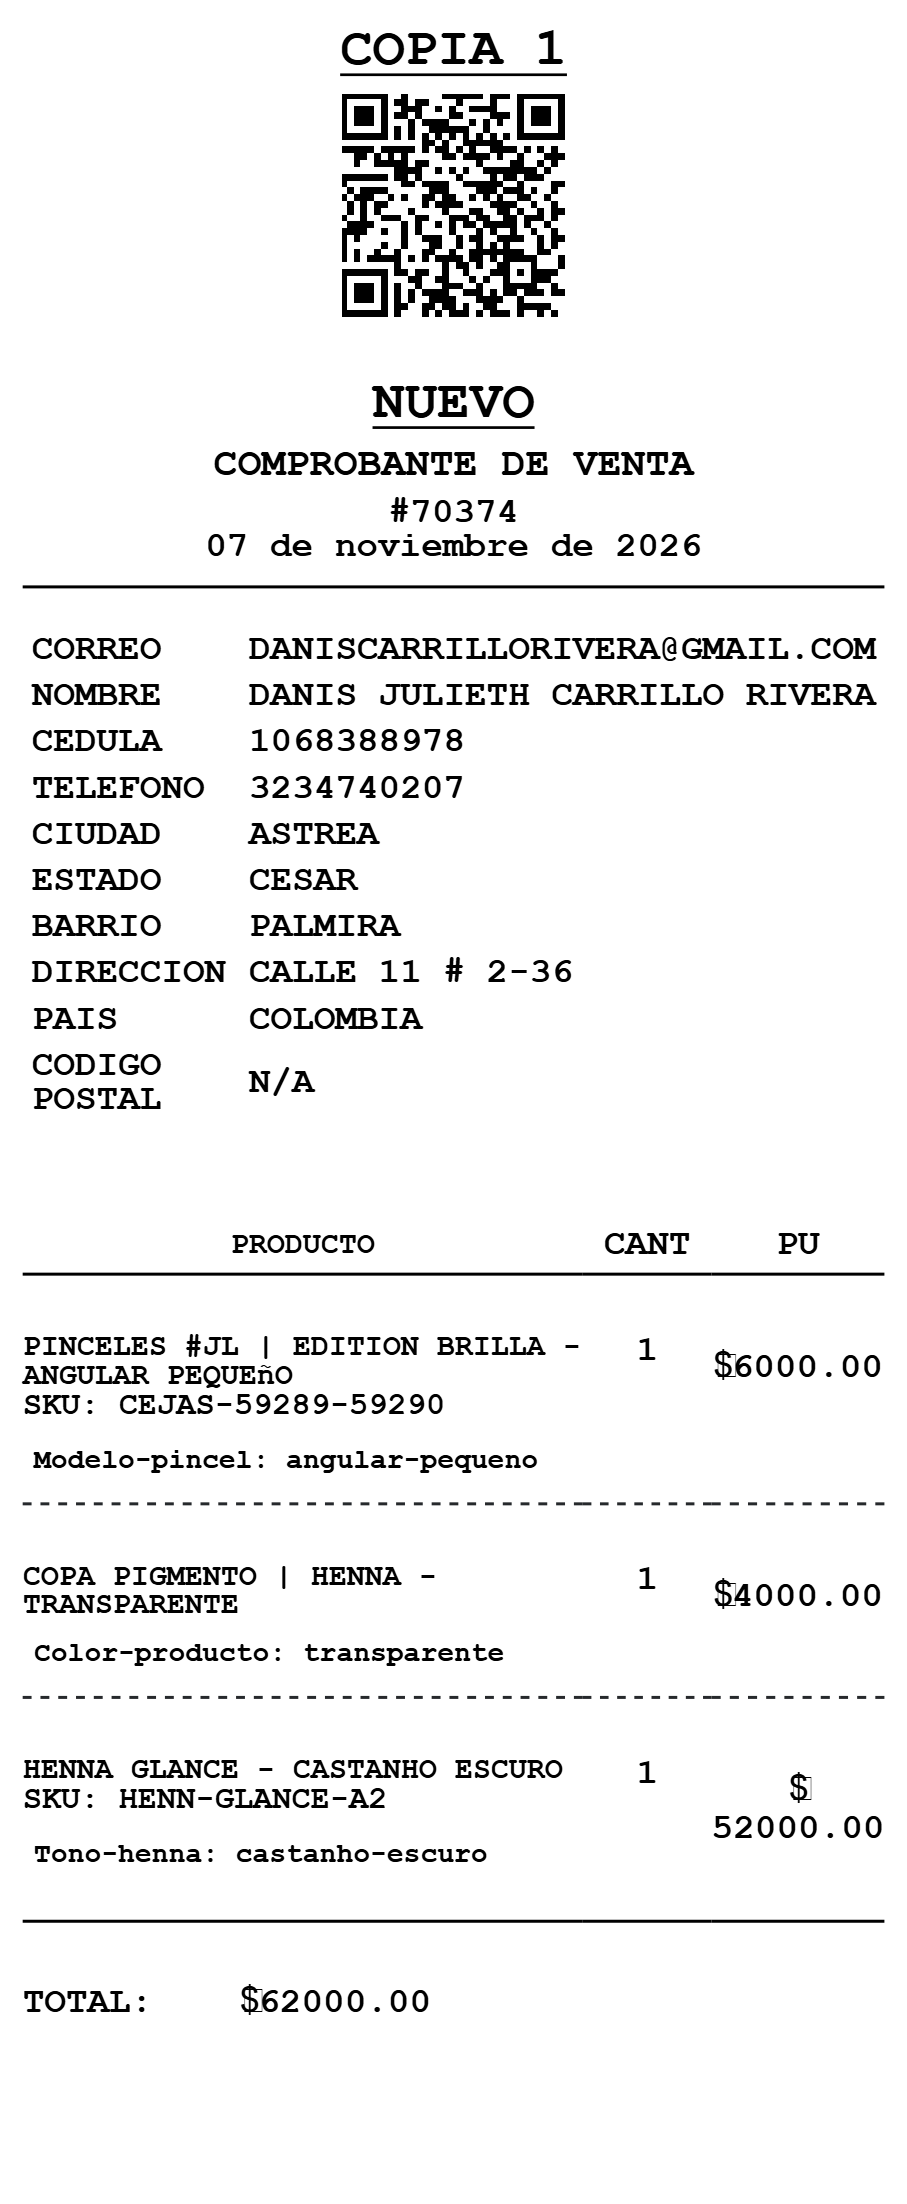 COPIA 1
NUEVO
COMPROBANTE DE VENTA
#70374
07 de noviembre de 2026
CORREO DANISCARRILLORIVERA@GMAIL.COM
NOMBRE DANIS JULIETH CARRILLO RIVERA
CEDULA 1068388978
TELEFONO 3234740207
CIUDAD ASTREA
ESTADO CESAR
BARRIO PALMIRA
DIRECCION CALLE 11 # 2-36
PAIS COLOMBIA
CODIGO POSTAL N/A
PRODUCTO CANT PU
PINCELES #JL | EDITION BRILLA - 1 $6000.00
ANGULAR PEQUEñO
SKU: CEJAS-59289-59290
Modelo-pincel: angular-pequeno
COPA PIGMENTO | HENNA - 1 $4000.00
TRANSPARENTE
Color-producto: transparente
HENNA GLANCE - CASTANHO ESCURO 1 $
SKU: HENN-GLANCE-A2 52000.00
Tono-henna: castanho-escuro
TOTAL: $62000.00